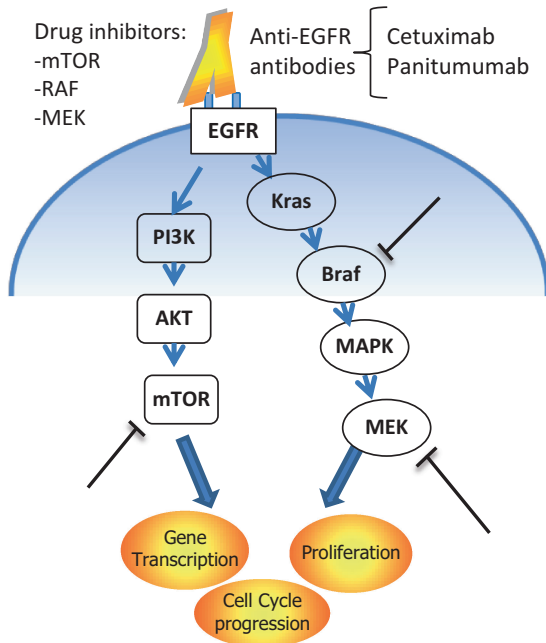 Drug inhibitors:
-mTOR
-RAF
-MEK
Anti-EGFR
antibodies
Cetuximab
Panitumumab
EGFR
Kras
PI3K
Braf
AKT
MAPK
mTOR
MEK
Gene
Transcription
Proliferation
Cell Cycle
progression